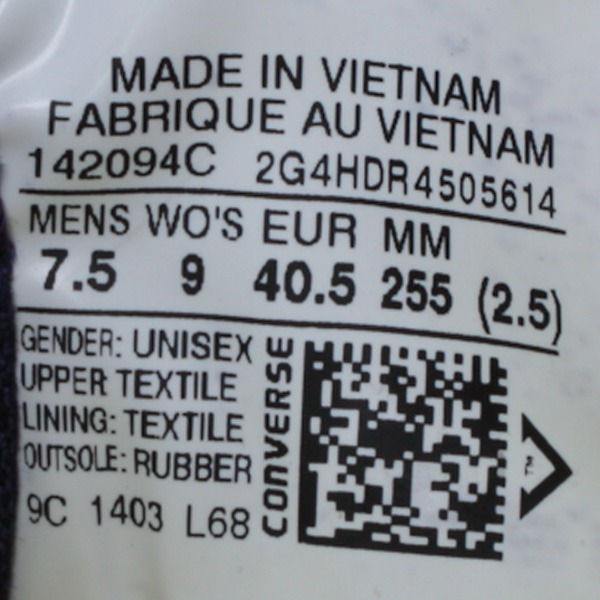 MADE IN VIETNAM
FABRIQUE AU VIETNAM
142094C 2G4HDR4505614
MENS WO'S EUR MM
7.5 9 40.5 255 (2.5)
GENDER: UNISEX
UPPER TEXTILE
LINING: TEXTILE
OUTSOLE: RUBBER
9C 1403 L68
CONVERSE